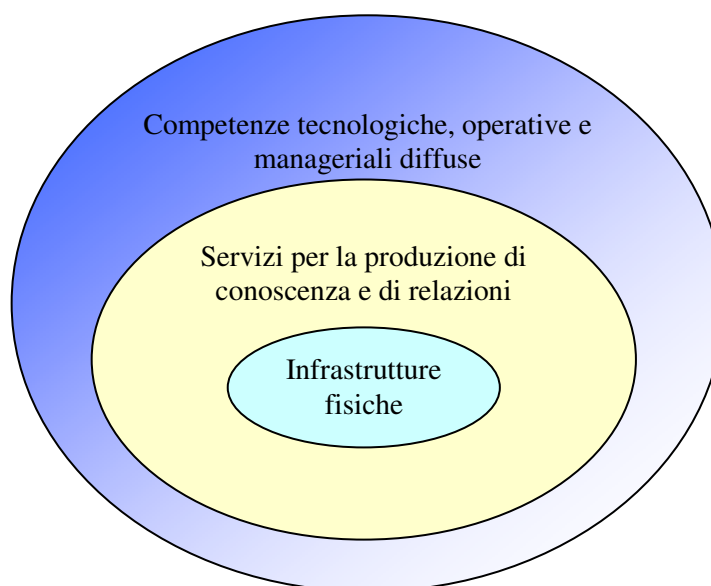 Competenze tecnologiche, operative e
manageriali diffuse
Servizi per la produzione di
conoscenza e di relazioni
Infrastrutture
fisiche